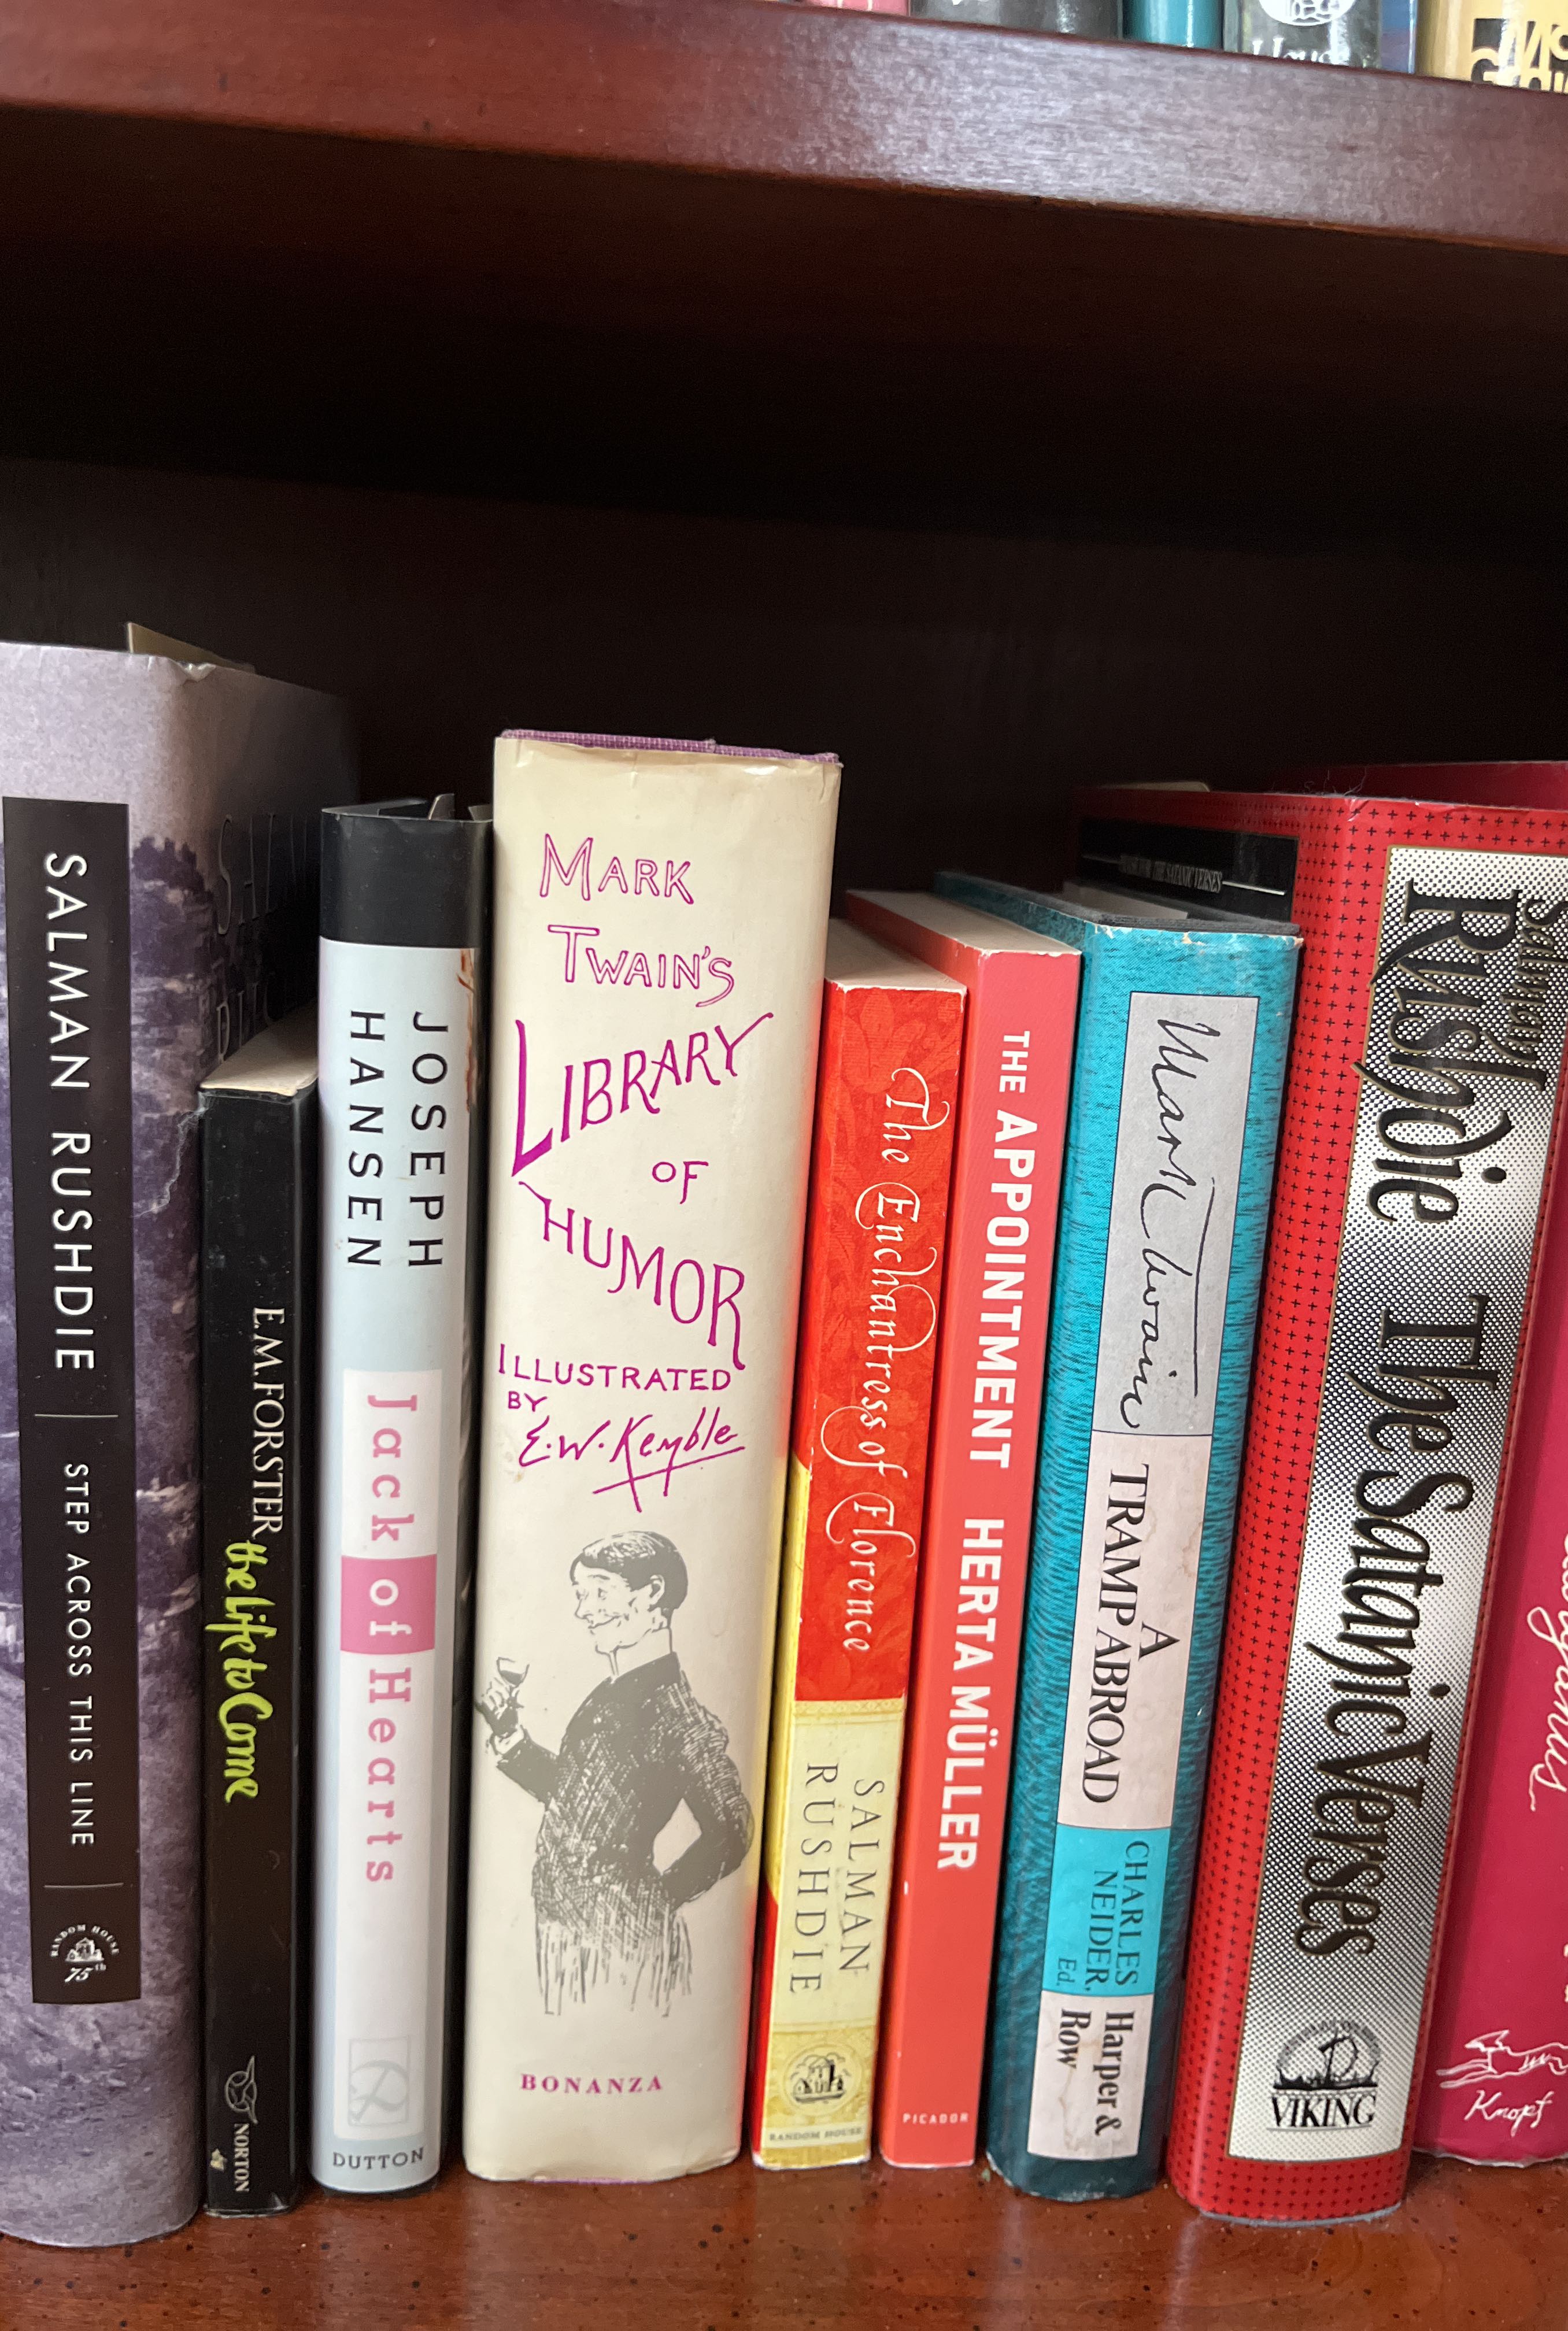 SALMAN RUSHDIE
STEP ACROSS THIS LINE
RANDOM HOUSE
75th
E.M. FORSTER
the Life to Come
NORTON
JOSEPH
HANSEN
Jack of Hearts
DUTTON
MARK
TWAIN'S
LIBRARY
OF
HUMOR
ILLUSTRATED
BY
E.W. Kemble
BONANZA
The Enchantress of Florence
SALMAN
RUSHDIE
RANDOM HOUSE
THE APPOINTMENT
HERTA MÜLLER
PICADOR
Mark Twain
A
TRAMP ABROAD
CHARLES
NEIDER,
Ed.
Harper &
Row
Salman
Rushdie
The Satanic Verses
VIKING
Knopf